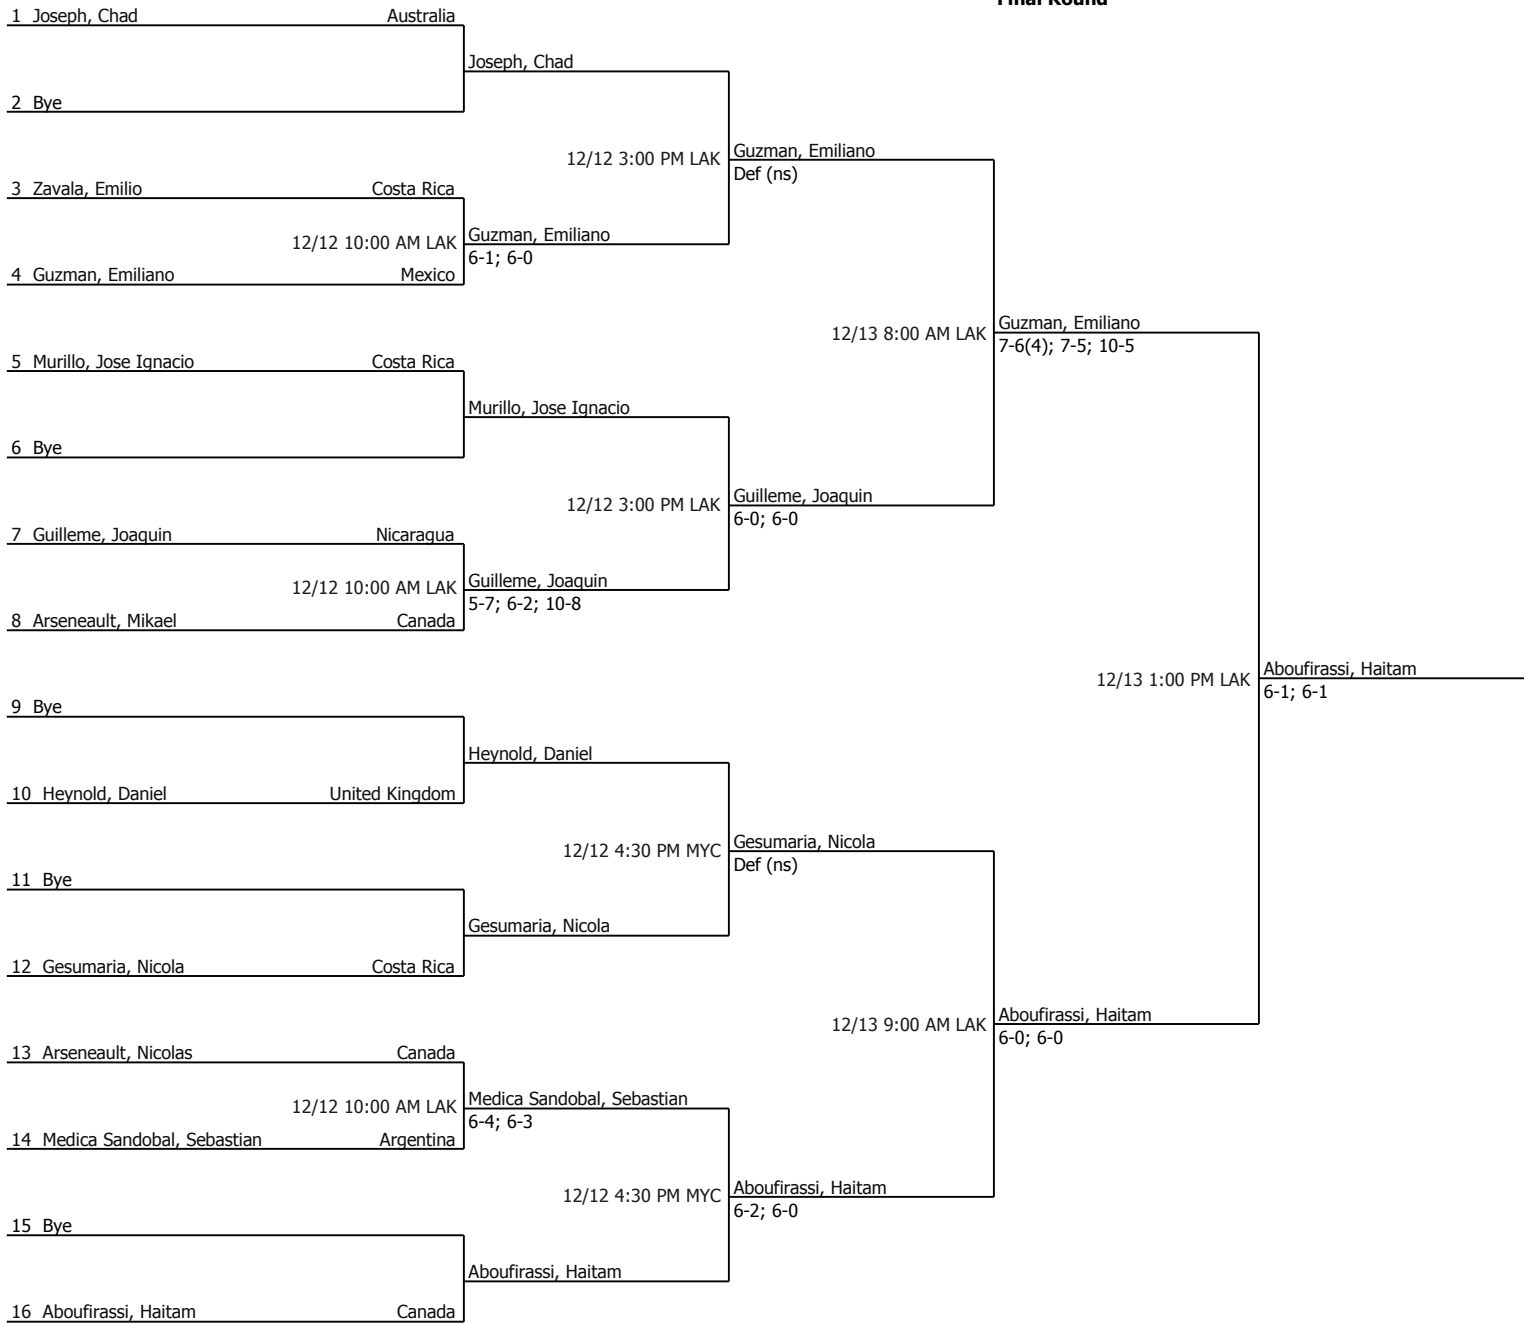 Final Round
1 Joseph, Chad Australia
Joseph, Chad
2 Bye
12/12 3:00 PM LAK Guzman, Emiliano
Def (ns)
3 Zavala, Emilio Costa Rica
12/12 10:00 AM LAK Guzman, Emiliano
6-1; 6-0
4 Guzman, Emiliano Mexico
12/13 8:00 AM LAK Guzman, Emiliano
7-6(4); 7-5; 10-5
5 Murillo, Jose Ignacio Costa Rica
Murillo, Jose Ignacio
6 Bye
12/12 3:00 PM LAK Guilleme, Joaquin
6-0; 6-0
7 Guilleme, Joaquin Nicaragua
12/12 10:00 AM LAK Guilleme, Joaquin
5-7; 6-2; 10-8
8 Arseneault, Mikael Canada
12/13 1:00 PM LAK Aboufirassi, Haitam
6-1; 6-1
9 Bye
Heynold, Daniel
10 Heynold, Daniel United Kingdom
12/12 4:30 PM MYC Gesumaria, Nicola
Def (ns)
11 Bye
Gesumaria, Nicola
12 Gesumaria, Nicola Costa Rica
12/13 9:00 AM LAK Aboufirassi, Haitam
6-0; 6-0
13 Arseneault, Nicolas Canada
12/12 10:00 AM LAK Medica Sandobal, Sebastian
6-4; 6-3
14 Medica Sandobal, Sebastian Argentina
12/12 4:30 PM MYC Aboufirassi, Haitam
6-2; 6-0
15 Bye
Aboufirassi, Haitam
16 Aboufirassi, Haitam Canada